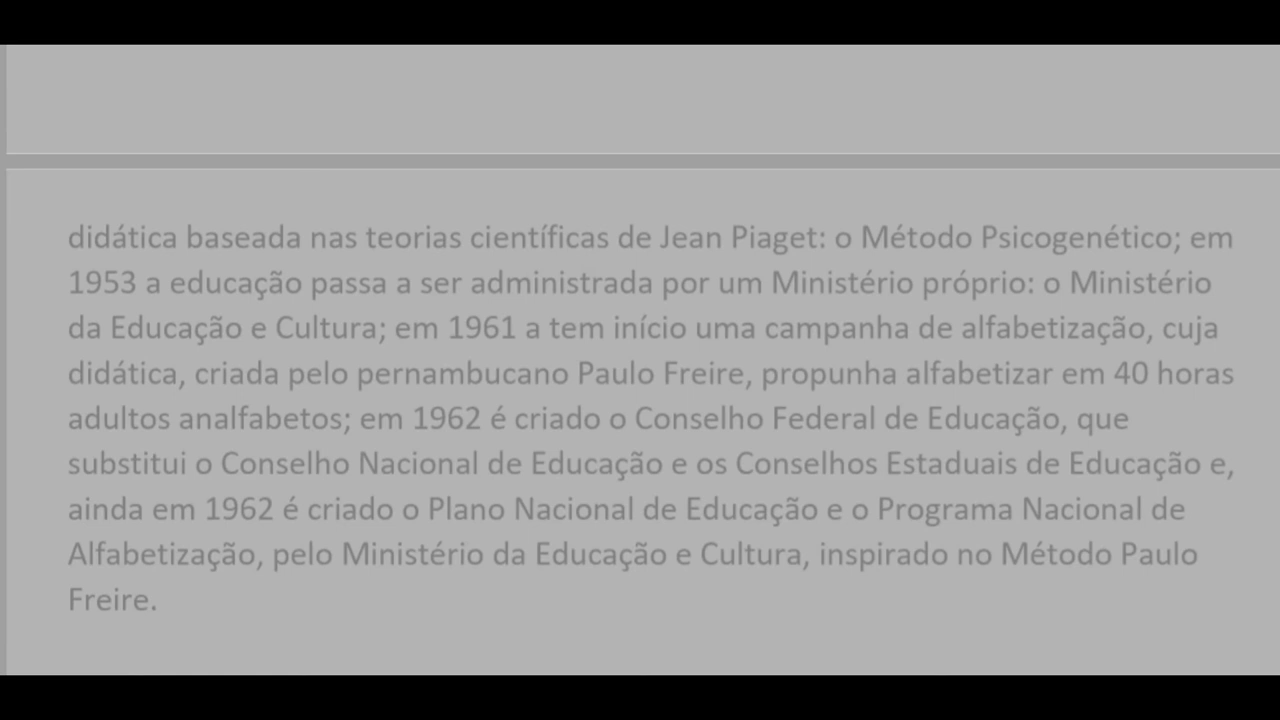 didática baseada nas teorias científicas de Jean Piaget: o Método Psicogenético; em
1953 a educação passa a ser administrada por um Ministério próprio: o Ministério
da Educação e Cultura; em 1961 a tem início uma campanha de alfabetização, cuja
didática, criada pelo pernambucano Paulo Freire, propunha alfabetizar em 40 horas
adultos analfabetos; em 1962 é criado o Conselho Federal de Educação, que
substitui o Conselho Nacional de Educação e os Conselhos Estaduais de Educação e,
ainda em 1962 é criado o Plano Nacional de Educação e o Programa Nacional de
Alfabetização, pelo Ministério da Educação e Cultura, inspirado no Método Paulo
Freire.